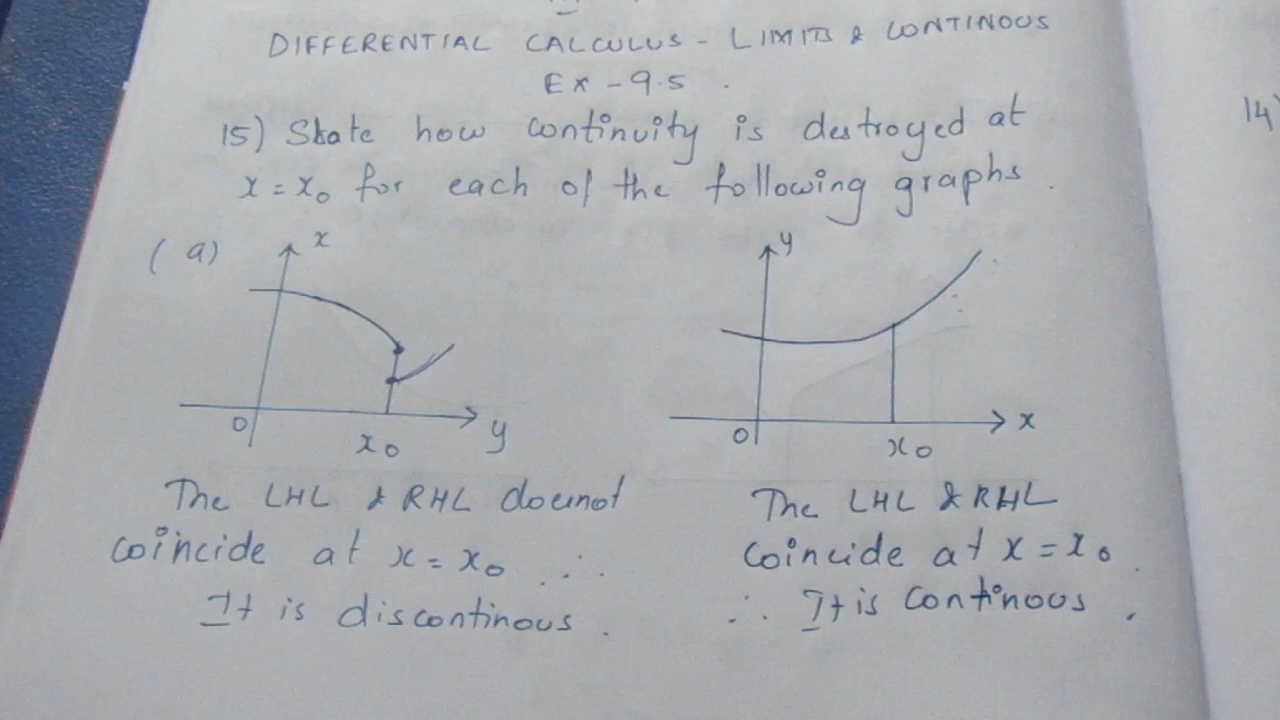 DIFFERENTIAL CALCULUS - LIMITS & CONTINOUS
Ex - 9.5
15) State how continuity is destroyed at
x = x₀ for each of the following graphs.
(a)
x
O
x₀
y
y
O
x₀
x
The LHL & RHL doesnot
coincide at x = x₀ ∴
It is discontinous.
The LHL & RHL
coincide at x = x₀.
∴ It is continous.
14)